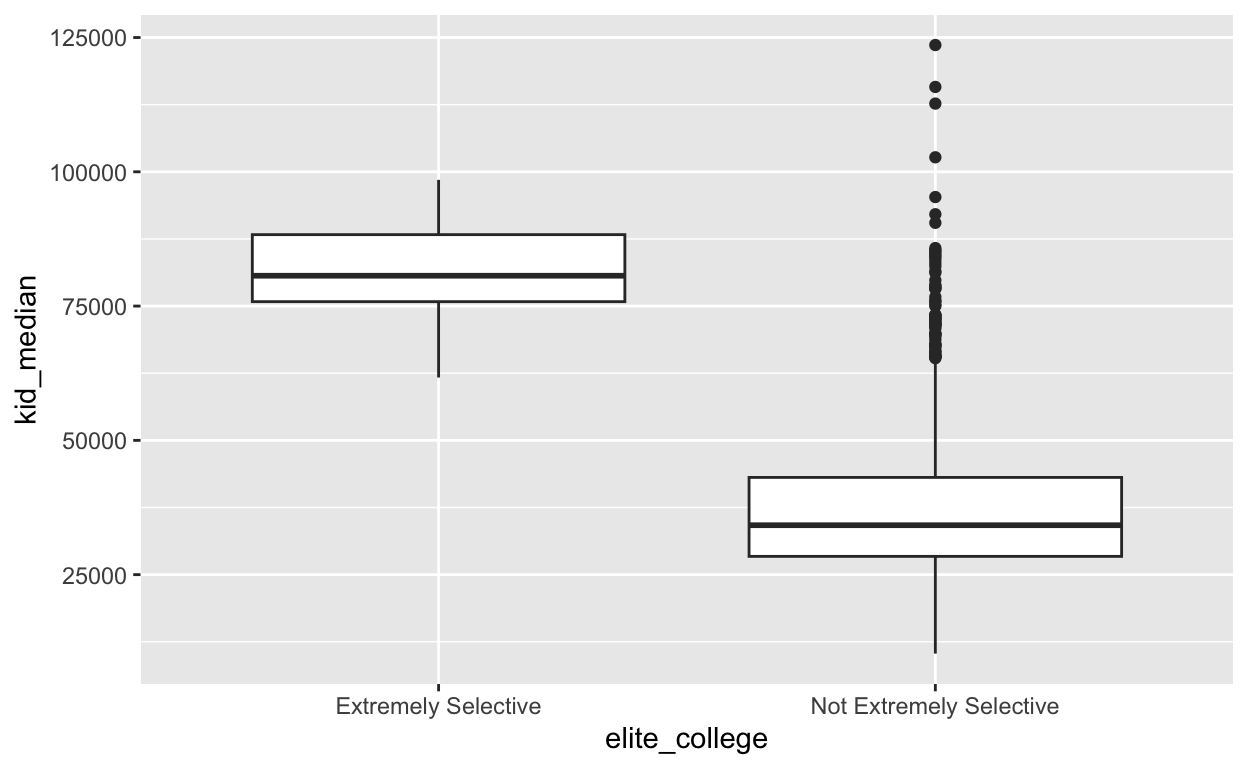 125000
100000
75000
50000
25000
kid_median
Extremely Selective
Not Extremely Selective
elite_college